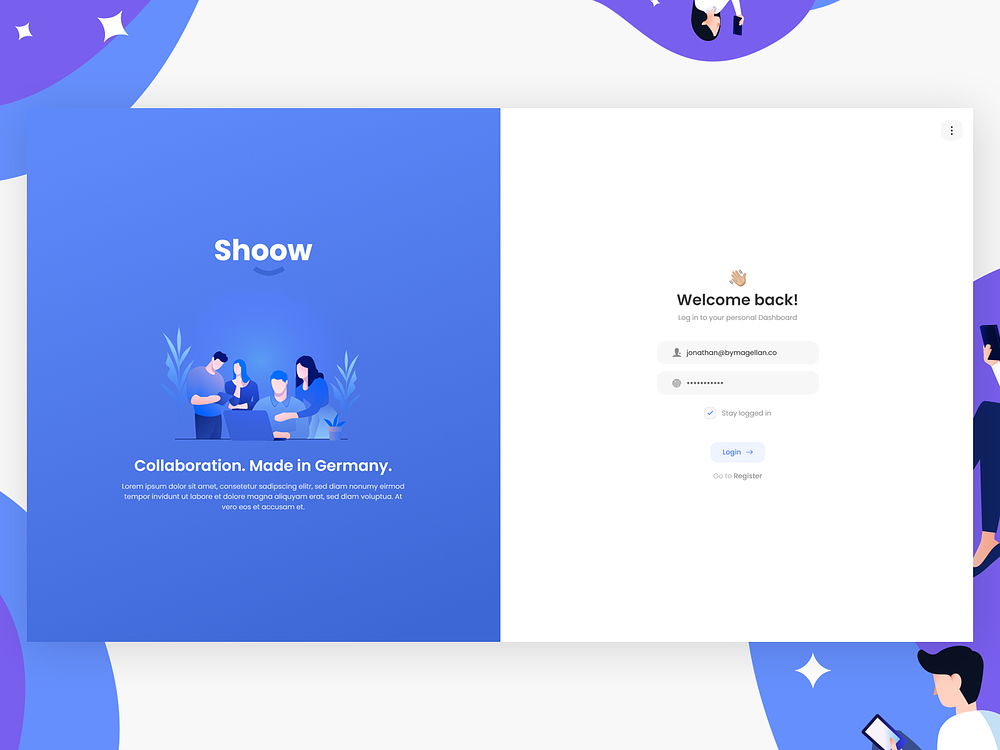 Shoow
Collaboration. Made in Germany.
Lorem ipsum dolor sit amet, consetetur sadipscing elitr, sed diam nonumy eirmod
tempor invidunt ut labore et dolore magna aliquyam erat, sed diam voluptua. At
vero eos et accusam et.
Welcome back!
Log in to your personal Dashboard
jonathan@bymagellan.co
•••••••••••
Stay logged in
Login →
Go to Register